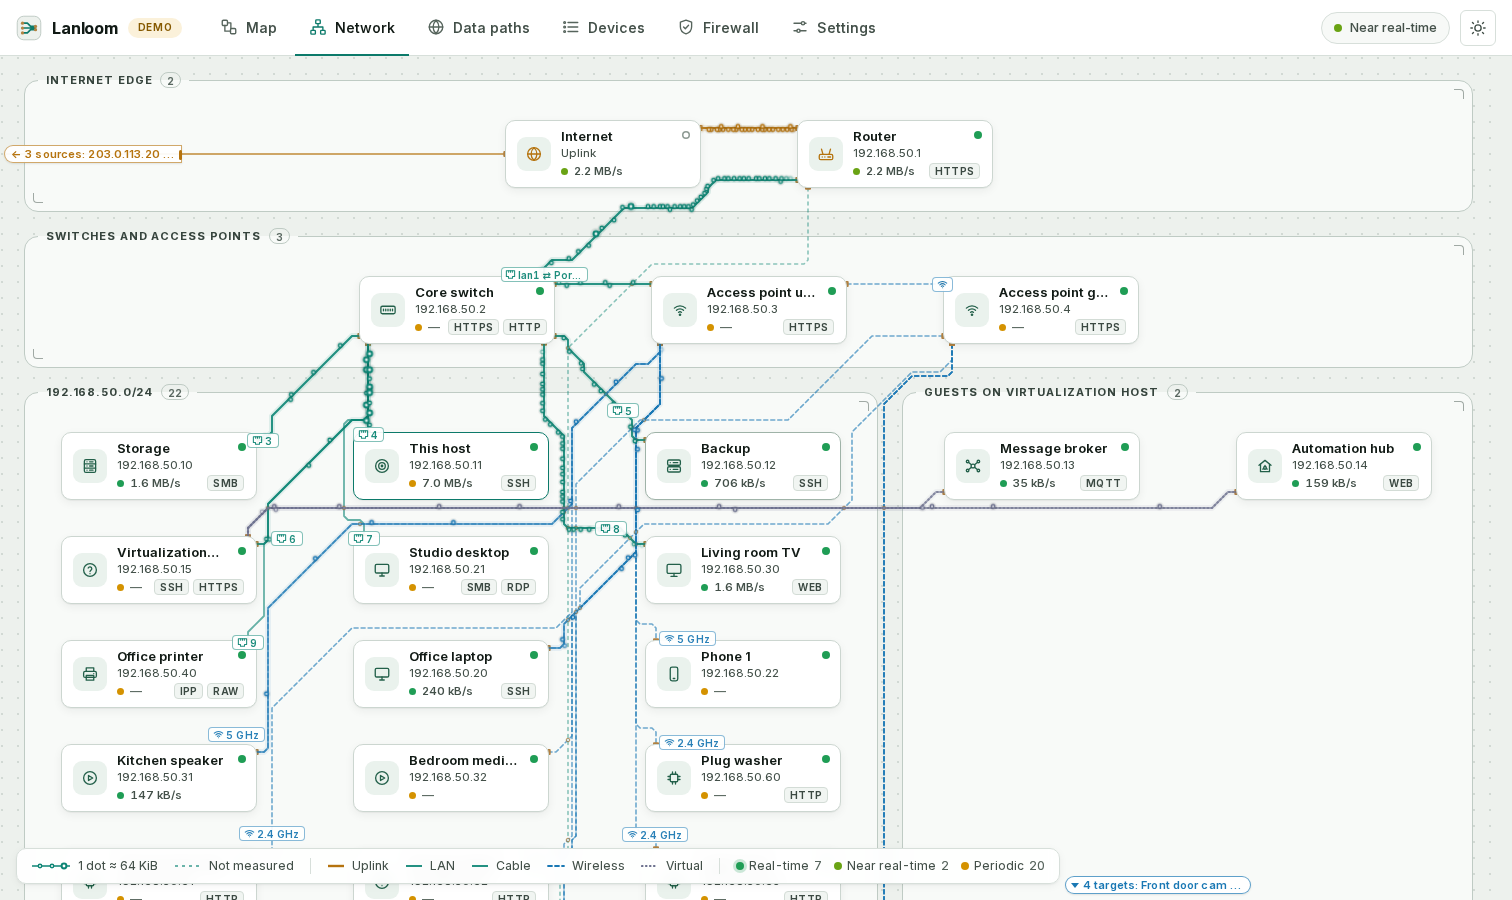 Lanloom DEMO Map Network Data paths Devices Firewall Settings Near real-time
INTERNET EDGE 2
Internet
Uplink
2.2 MB/s
Router
192.168.50.1
2.2 MB/s HTTPS
← 3 sources: 203.0.113.20 ...
SWITCHES AND ACCESS POINTS 3
lan1 ⇄ Por...
Core switch
192.168.50.2
— HTTPS HTTP
Access point u...
192.168.50.3
— HTTPS
Access point g...
192.168.50.4
— HTTPS
192.168.50.0/24 22
GUESTS ON VIRTUALIZATION HOST 2
5
3
4
Storage
192.168.50.10
1.6 MB/s SMB
This host
192.168.50.11
7.0 MB/s SSH
Backup
192.168.50.12
706 kB/s SSH
Message broker
192.168.50.13
35 kB/s MQTT
Automation hub
192.168.50.14
159 kB/s WEB
6
7
8
Virtualization...
192.168.50.15
— SSH HTTPS
Studio desktop
192.168.50.21
— SMB RDP
Living room TV
192.168.50.30
1.6 MB/s WEB
9
5 GHz
Office printer
192.168.50.40
— IPP RAW
Office laptop
192.168.50.20
240 kB/s SSH
Phone 1
192.168.50.22
—
5 GHz
2.4 GHz
Kitchen speaker
192.168.50.31
147 kB/s
Bedroom medi...
192.168.50.32
—
Plug washer
192.168.50.60
— HTTP
2.4 GHz
2.4 GHz
1 dot ≈ 64 KiB Not measured Uplink LAN Cable Wireless Virtual Real-time 7 Near real-time 2 Periodic 20
4 targets: Front door cam ...
— HTTP
—
— HTTP